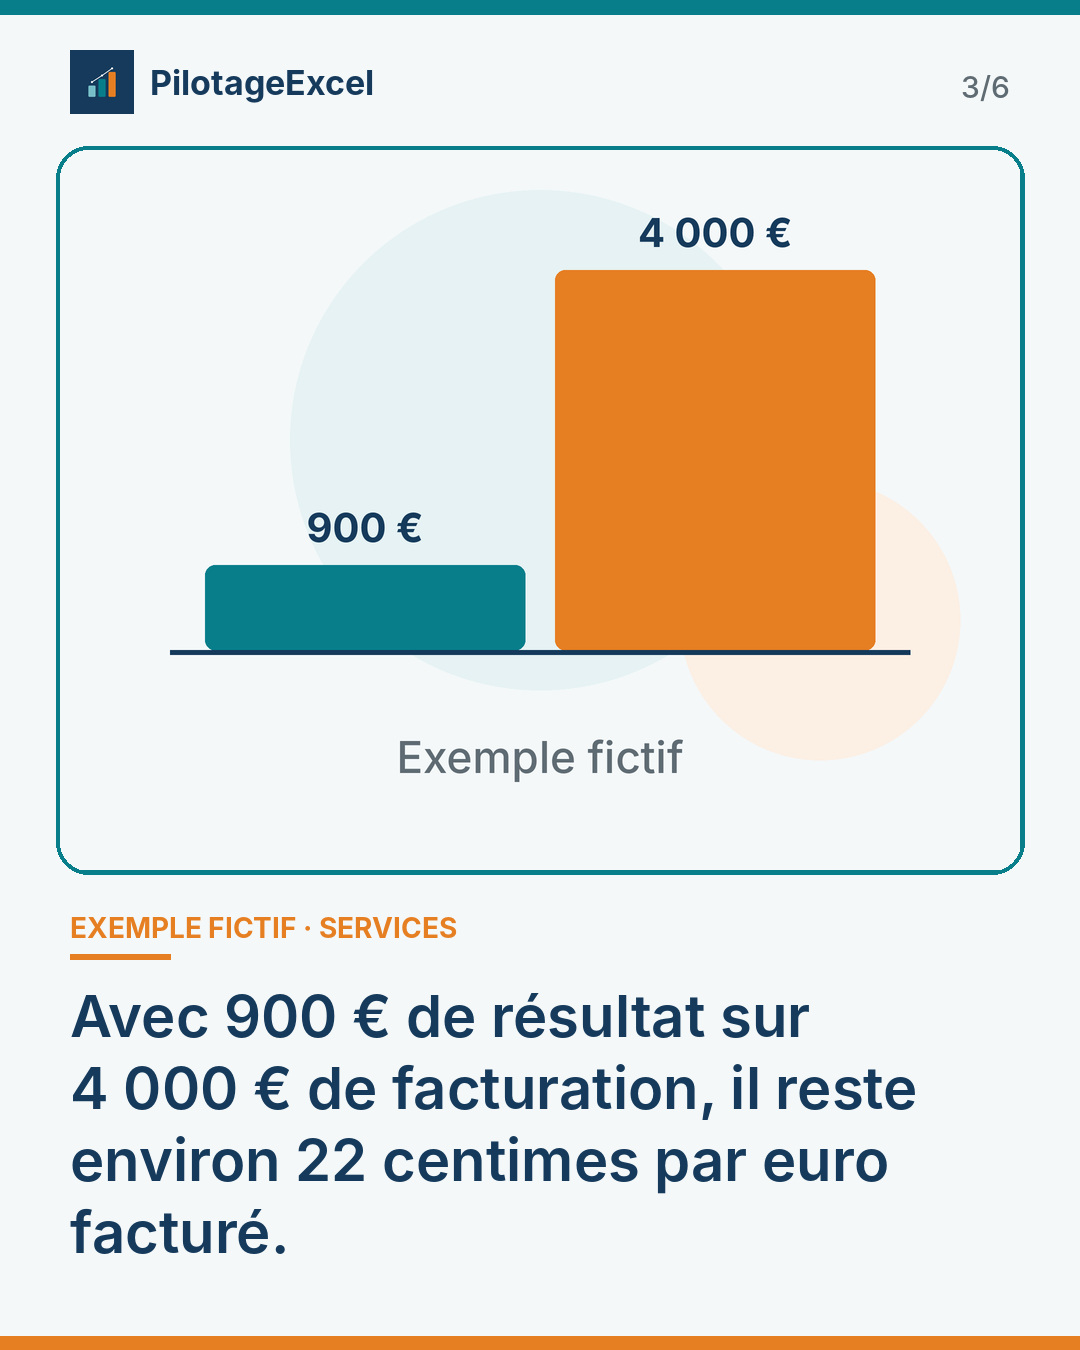 PilotageExcel
3/6
4 000 €
900 €
Exemple fictif
EXEMPLE FICTIF · SERVICES
Avec 900 € de résultat sur
4 000 € de facturation, il reste
environ 22 centimes par euro
facturé.